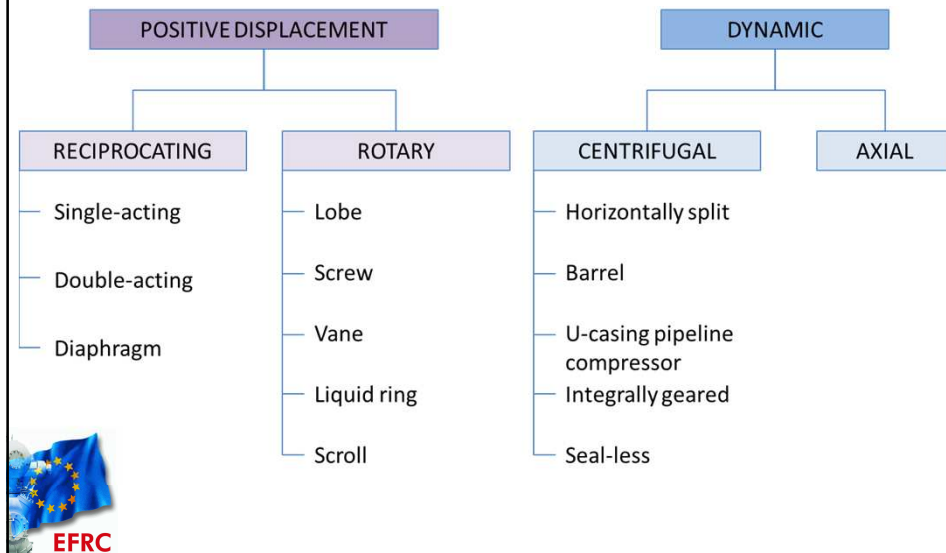 POSITIVE DISPLACEMENT
DYNAMIC
RECIPROCATING
ROTARY
CENTRIFUGAL
AXIAL
Single-acting
Double-acting
Diaphragm
Lobe
Screw
Vane
Liquid ring
Scroll
Horizontally split
Barrel
U-casing pipeline
compressor
Integrally geared
Seal-less
EFRC